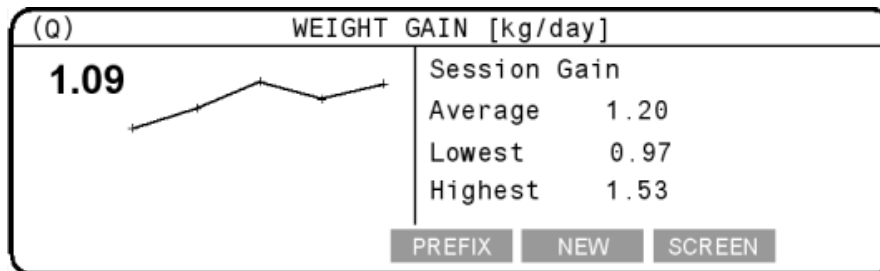 (Q) WEIGHT GAIN [kg/day]
1.09
Session Gain
Average 1.20
Lowest 0.97
Highest 1.53
PREFIX NEW SCREEN